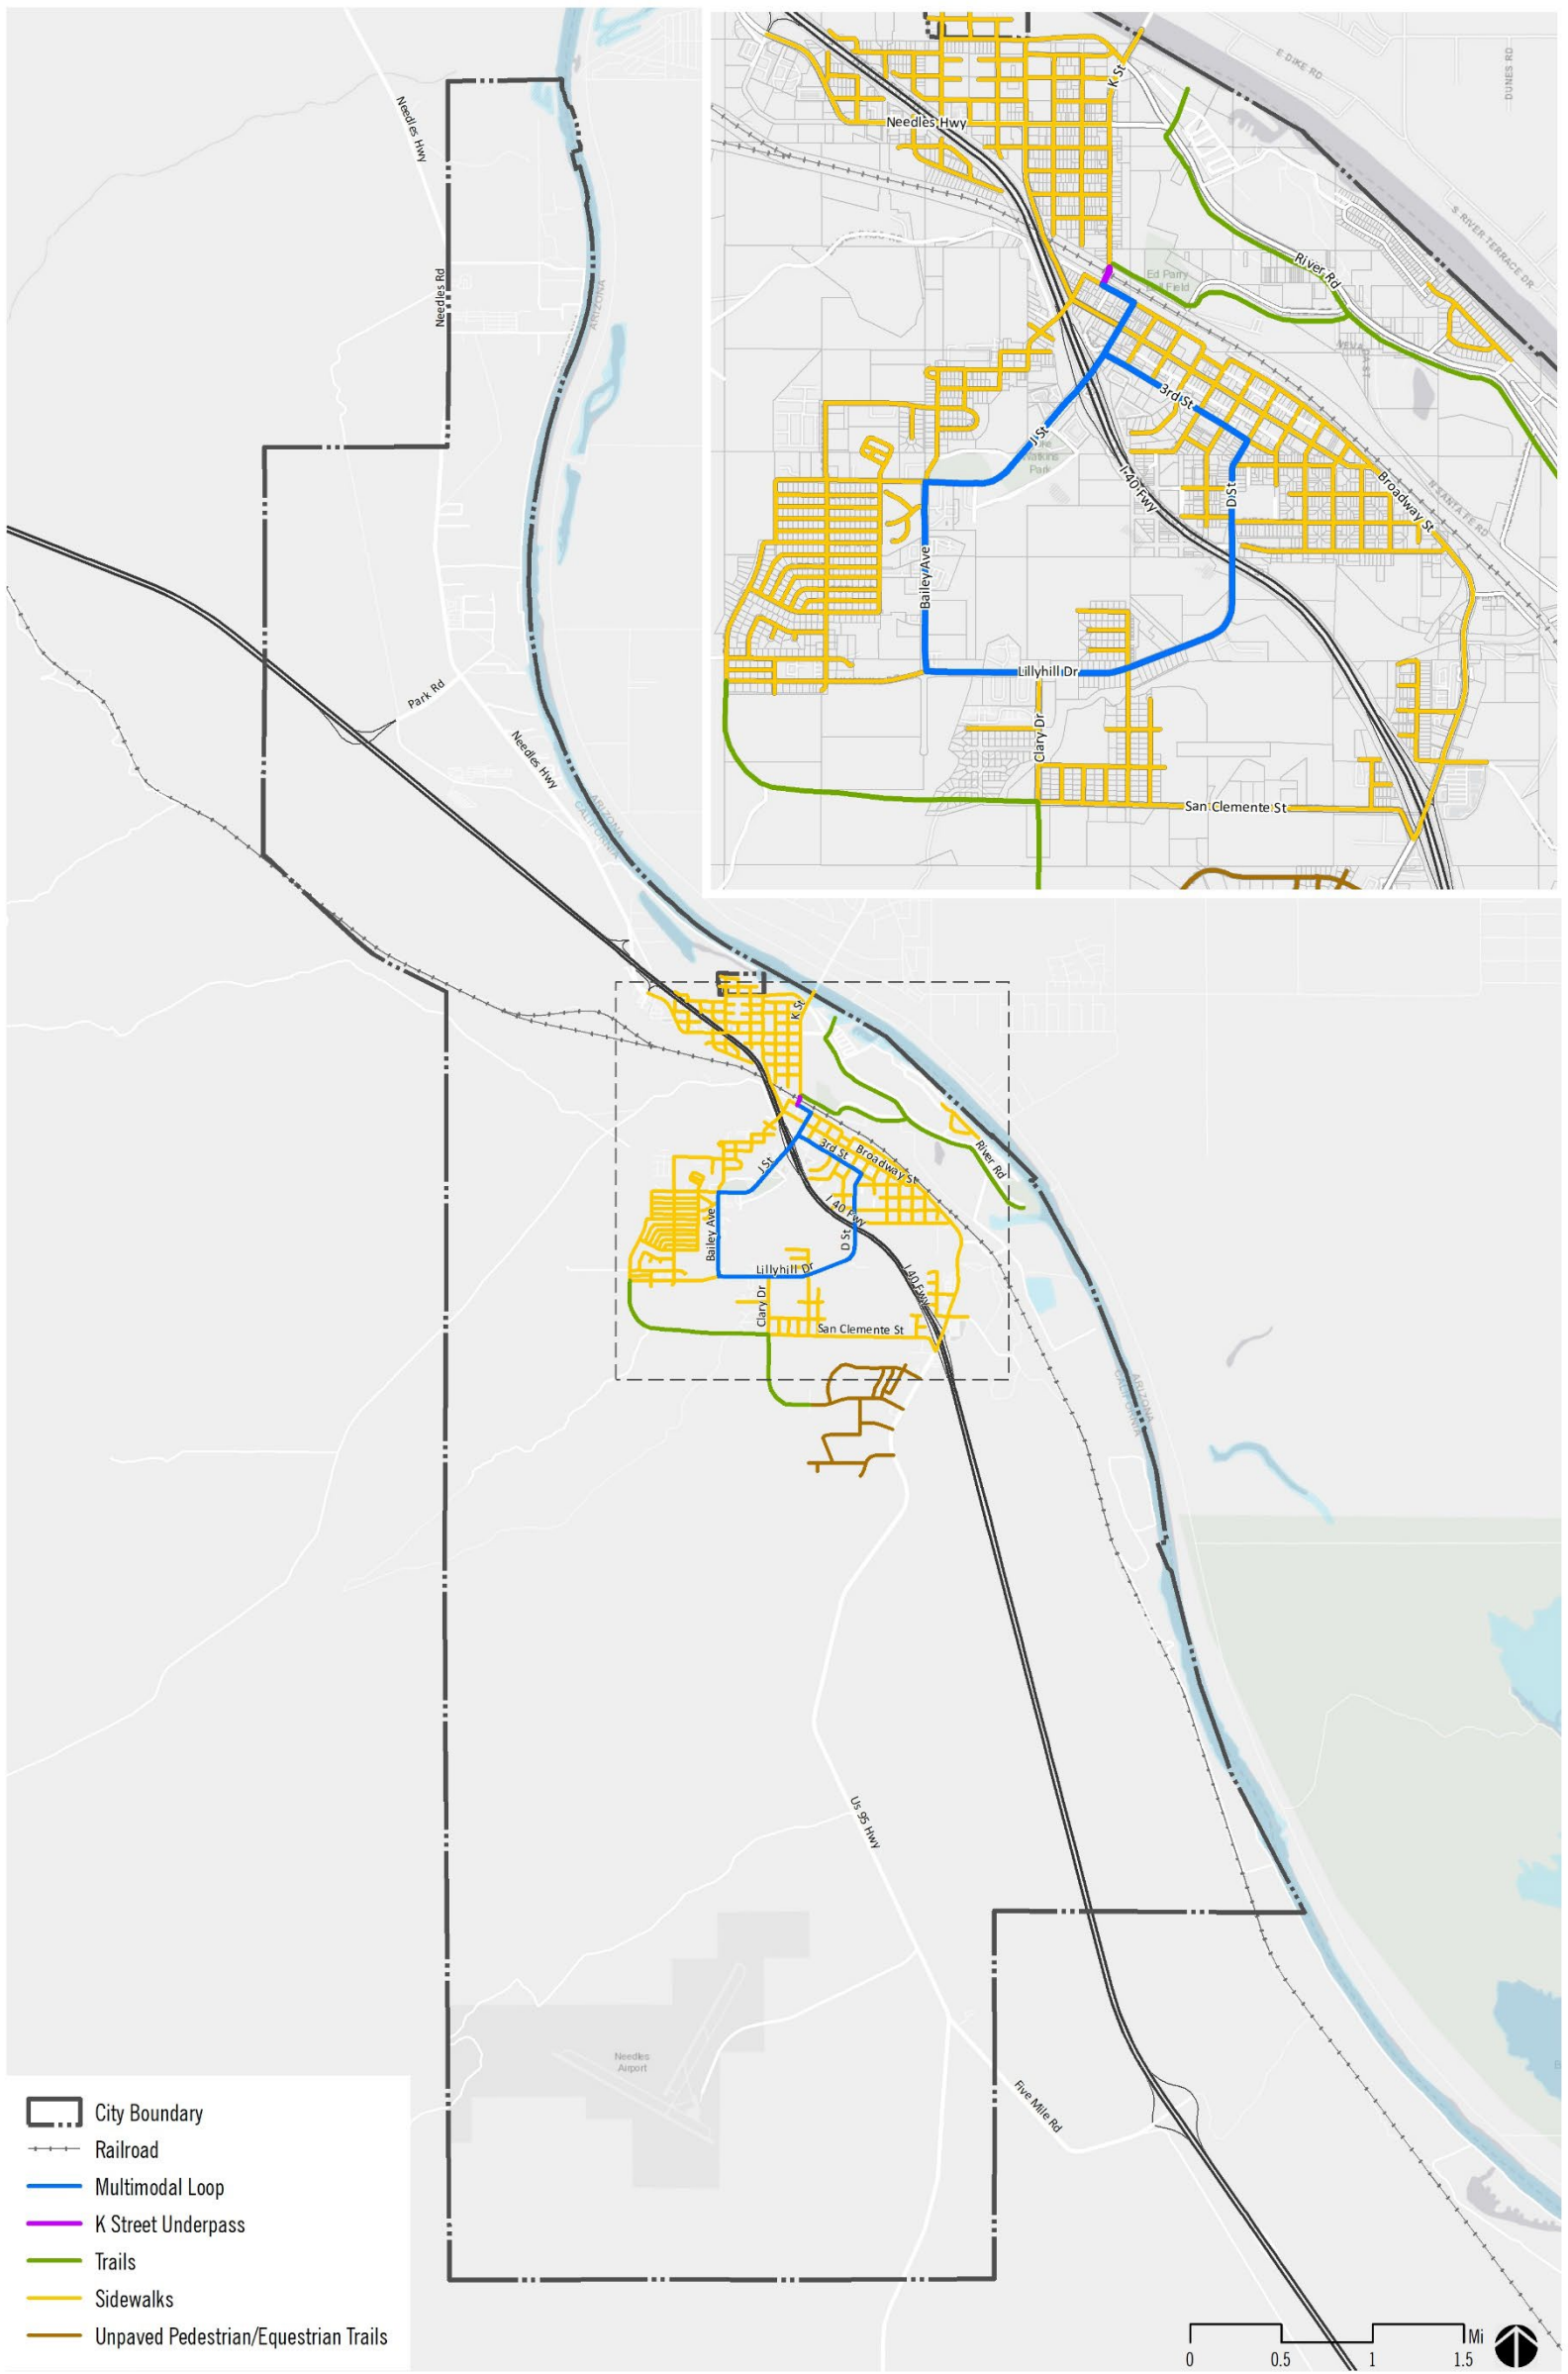 Needles Hwy
Needles Rd
ARIZONA
Park Rd
Needles Hwy
ARIZONA
CALIFORNIA
E DIKE RD
DUNES RD
K St
Needles Hwy
S RIVER TERRACE DR
River Rd
Ed Parry
Field
3rd St
J St
Park
I 40 Fwy
D St
Broadway St
N SANTA FE RD
Bailey Ave
Lillyhill Dr
Clary Dr
San Clemente St
K St
River Rd
3rd St
Broadway St
J St
I 40 Fwy
Bailey Ave
D St
Lillyhill Dr
I 40 Fwy
Clary Dr
San Clemente St
ARIZONA
CALIFORNIA
Us 95 Hwy
Needles
Airport
Five Mile Rd
City Boundary
Railroad
Multimodal Loop
K Street Underpass
Trails
Sidewalks
Unpaved Pedestrian/Equestrian Trails
Mi
0 0.5 1 1.5